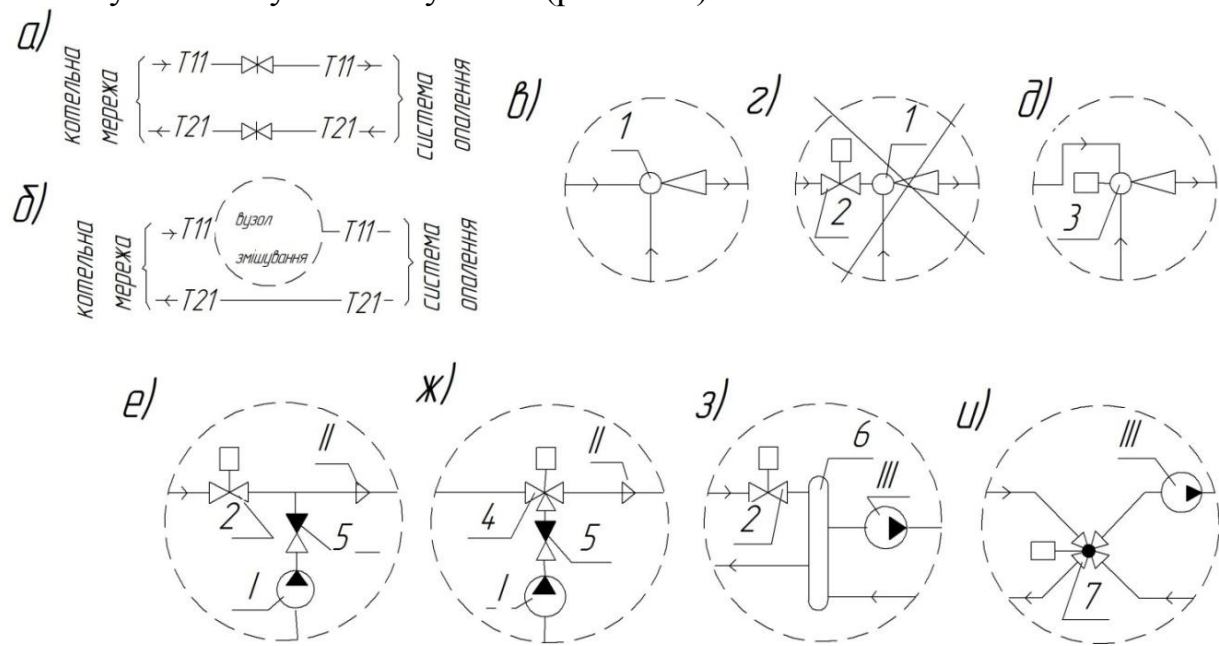 а)
котельна
мережа
Т11
Т11
Т21
Т21
система
опалення
б)
котельна
мережа
Т11
вузол
змішування
Т11
Т21
Т21
система
опалення
в)
1
г)
1
2
д)
3
е)
II
2
5
I
ж)
II
4
5
I
з)
6
III
2
и)
III
7